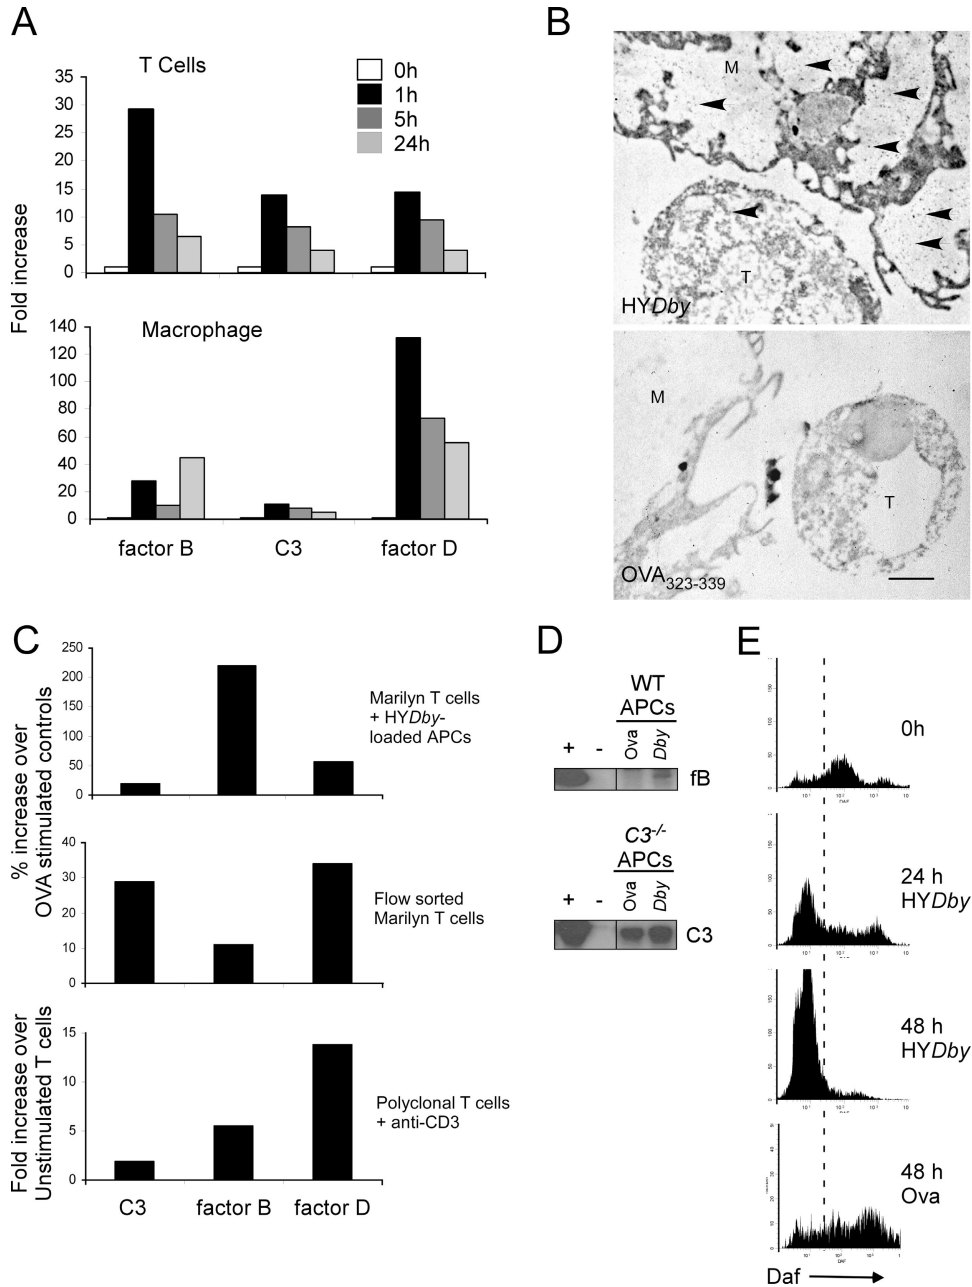 A
T Cells
0h
1h
5h
24h
35
30
25
20
15
10
5
0
Fold increase
Macrophage
140
120
100
80
60
40
20
0
factor B
C3
factor D
B
M
T
HYDby
M
T
OVA323-339
C
250
200
150
100
50
0
% increase over
OVA stimulated controls
Marilyn T cells
+ HYDby-
loaded APCs
40
30
20
10
0
Flow sorted
Marilyn T cells
15
10
5
0
Fold increase over
Unstimulated T cells
Polyclonal T cells
+ anti-CD3
C3
factor B
factor D
D
WT
APCs
+ - Ova Dby
fB
C3-/-
APCs
+ - Ova Dby
C3
E
0h
24 h
HYDby
48 h
HYDby
48 h
Ova
Daf